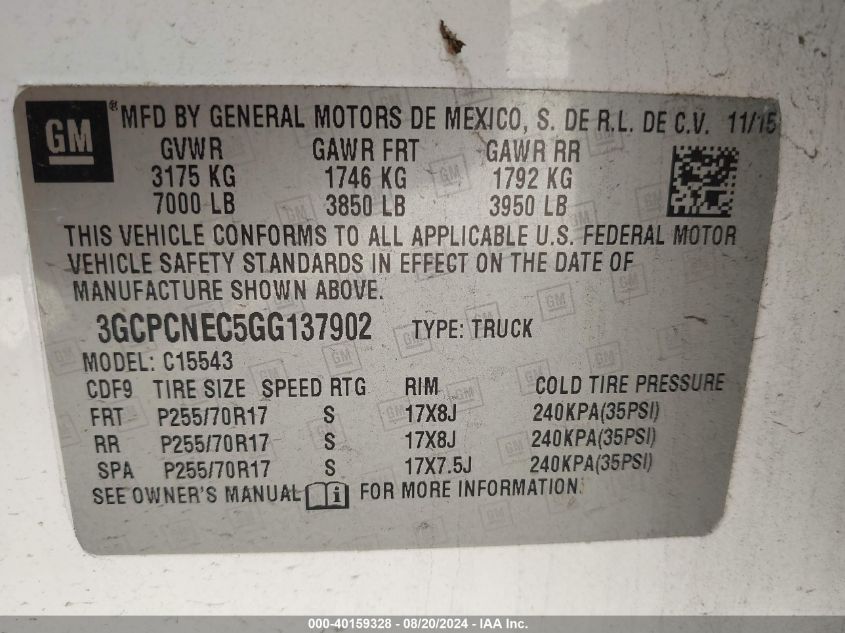 GM ® MFD BY GENERAL MOTORS DE MEXICO, S. DE R.L. DE C.V. 11/15
GVWR GAWR FRT GAWR RR
3175 KG 1746 KG 1792 KG
7000 LB 3850 LB 3950 LB
THIS VEHICLE CONFORMS TO ALL APPLICABLE U.S. FEDERAL MOTOR
VEHICLE SAFETY STANDARDS IN EFFECT ON THE DATE OF
MANUFACTURE SHOWN ABOVE.
3GCPCNEC5GG137902 TYPE: TRUCK
MODEL: C15543
CDF9 TIRE SIZE SPEED RTG RIM COLD TIRE PRESSURE
FRT P255/70R17 S 17X8J 240KPA(35PSI)
RR P255/70R17 S 17X8J 240KPA(35PSI)
SPA P255/70R17 S 17X7.5J 240KPA(35PSI)
SEE OWNER'S MANUAL i FOR MORE INFORMATION.
000-40159328 - 08/20/2024 - IAA Inc.